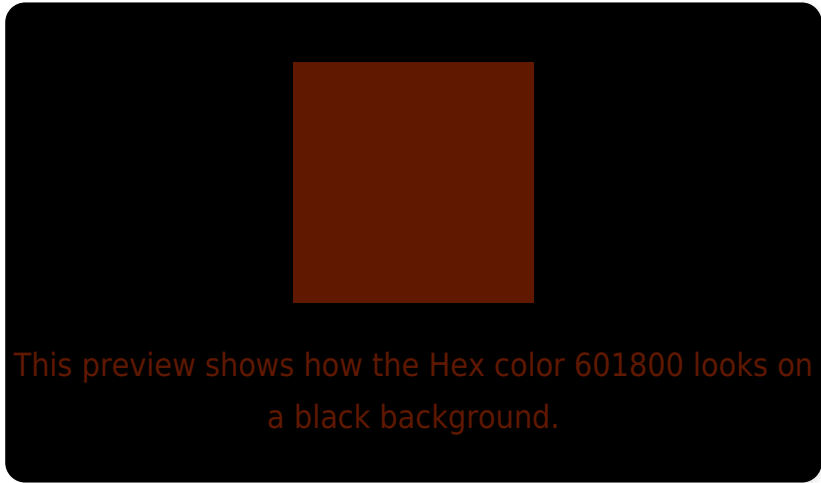 This preview shows how the Hex color 601800 looks on
a black background.